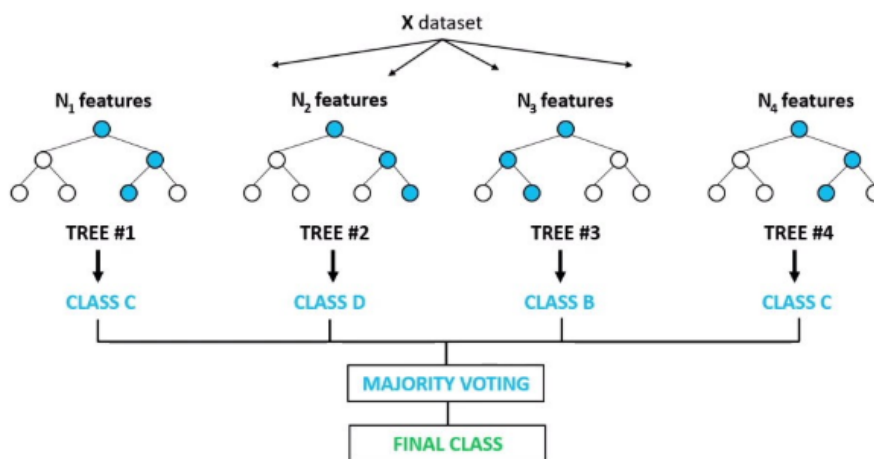 X dataset
N₁ features N₂ features N₃ features N₄ features
TREE #1 TREE #2 TREE #3 TREE #4
CLASS C CLASS D CLASS B CLASS C
MAJORITY VOTING
FINAL CLASS